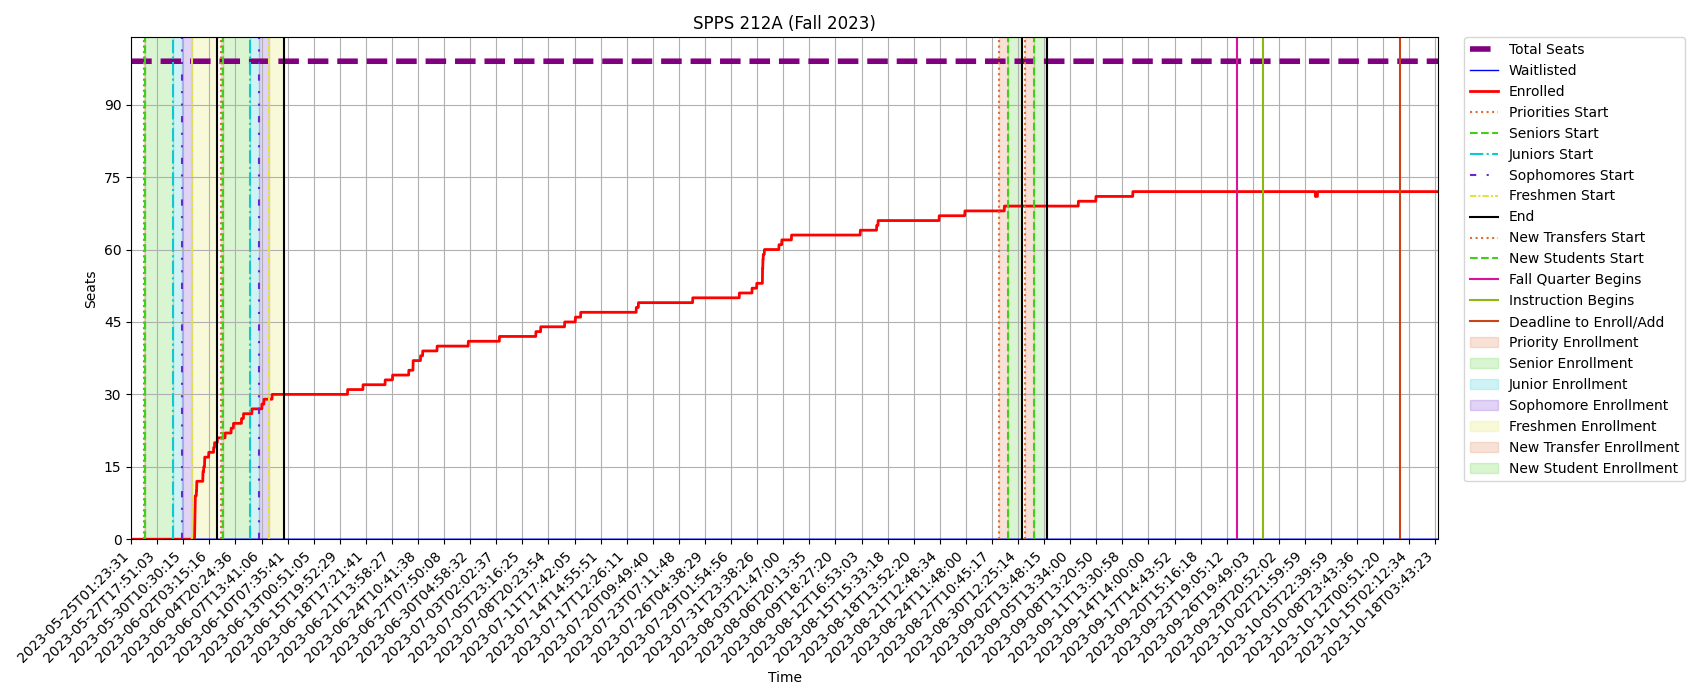 SPPS 212A (Fall 2023)
Seats
90
75
60
45
30
15
0
2023-05-25T01:23:31
2023-05-27T17:51:03
2023-05-30T10:30:15
2023-06-02T03:15:16
2023-06-04T20:24:36
2023-06-07T13:41:06
2023-06-10T07:35:41
2023-06-13T00:51:05
2023-06-15T19:52:29
2023-06-18T17:21:41
2023-06-21T13:58:27
2023-06-24T10:41:38
2023-06-27T07:50:08
2023-06-30T04:58:32
2023-07-03T02:02:37
2023-07-05T23:16:25
2023-07-08T20:23:54
2023-07-11T17:42:05
2023-07-14T14:55:51
2023-07-17T12:26:11
2023-07-20T09:49:40
2023-07-23T07:11:48
2023-07-26T04:38:29
2023-07-29T01:54:56
2023-07-31T23:38:26
2023-08-03T21:47:00
2023-08-06T20:13:35
2023-08-09T18:27:20
2023-08-12T16:53:03
2023-08-15T15:33:18
2023-08-18T13:52:20
2023-08-21T12:48:34
2023-08-24T11:48:00
2023-08-27T10:45:17
2023-08-30T12:25:14
2023-09-02T13:48:15
2023-09-05T13:34:00
2023-09-08T13:20:50
2023-09-11T13:30:58
2023-09-14T14:00:00
2023-09-17T14:43:52
2023-09-20T15:16:18
2023-09-23T19:05:12
2023-09-26T19:49:03
2023-09-29T20:52:02
2023-10-02T21:59:59
2023-10-05T22:39:59
2023-10-08T23:43:36
2023-10-12T00:51:20
2023-10-15T02:12:34
2023-10-18T03:43:23
Time
Total Seats
Waitlisted
Enrolled
Priorities Start
Seniors Start
Juniors Start
Sophomores Start
Freshmen Start
End
New Transfers Start
New Students Start
Fall Quarter Begins
Instruction Begins
Deadline to Enroll/Add
Priority Enrollment
Senior Enrollment
Junior Enrollment
Sophomore Enrollment
Freshmen Enrollment
New Transfer Enrollment
New Student Enrollment